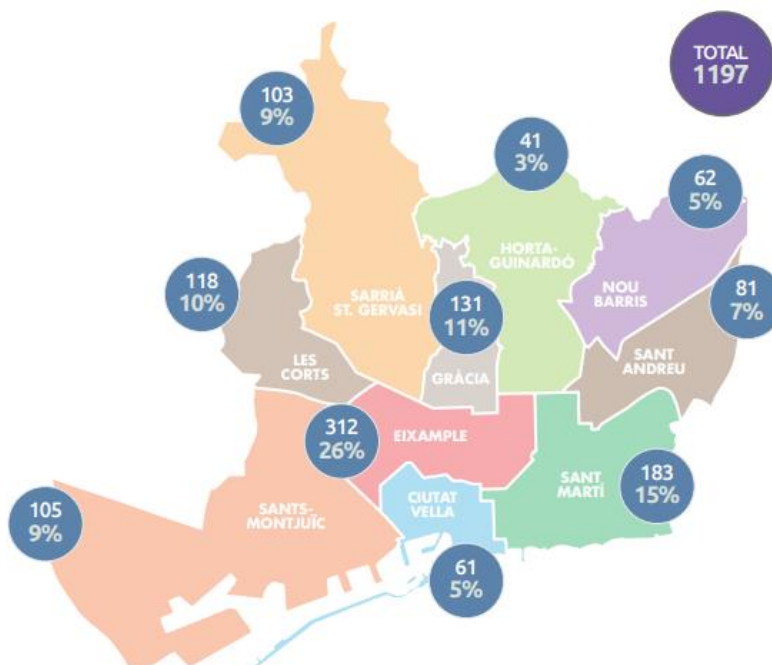 TOTAL
1197
103
9%
41
3%
62
5%
HORTA-
GUINARDÓ
118
10%
SARRIÀ
ST. GERVASI
131
11%
NOU
BARRIS
81
7%
LES
CORTS
GRÀCIA
SANT
ANDREU
312
26%
EIXAMPLE
SANT
MARTÍ
183
15%
105
9%
SANTS-
MONTJUÏC
CIUTAT
VELLA
61
5%